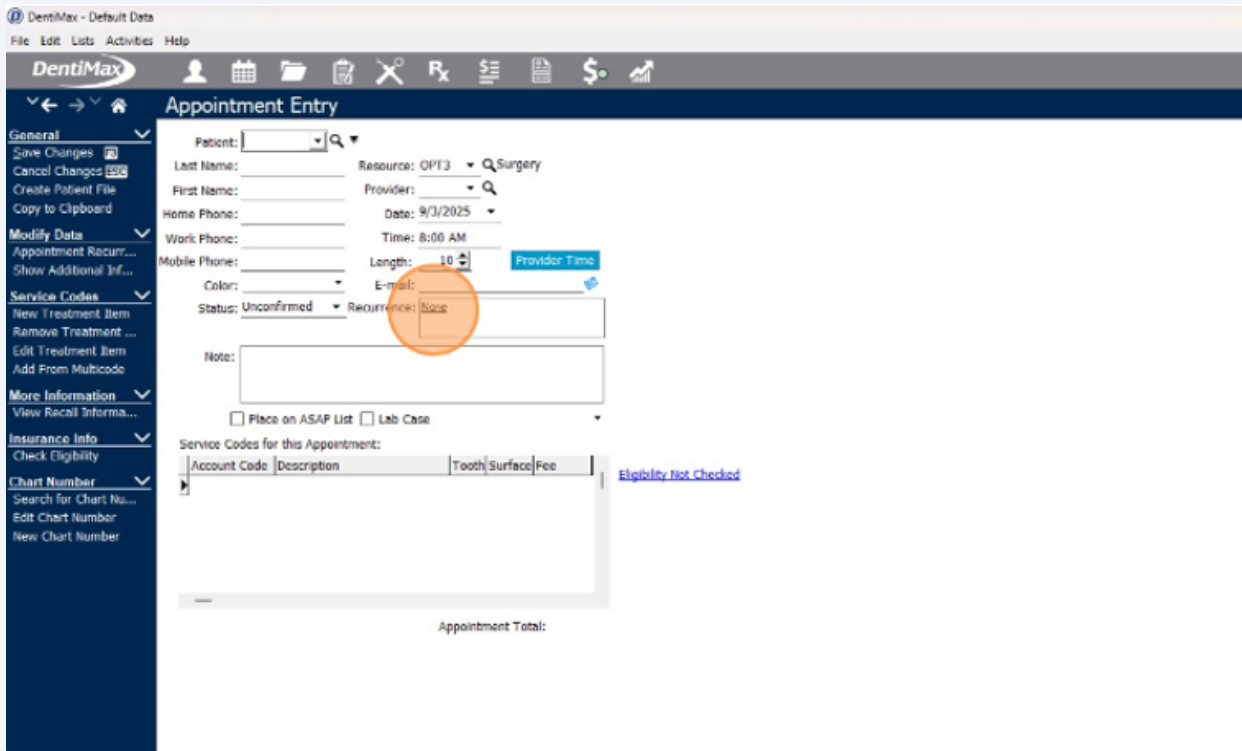 DentiMax - Default Data
File Edit Lists Activities Help
DentiMax
Rx
Appointment Entry
General
Save Changes
Cancel Changes ESC
Create Patient File
Copy to Clipboard
Modify Data
Appointment Recurr...
Show Additional Inf...
Service Codes
New Treatment Item
Remove Treatment ...
Edit Treatment Item
Add From Multicode
More Information
View Recall Informa...
Insurance Info
Check Eligibility
Chart Number
Search for Chart Nu...
Edit Chart Number
New Chart Number
Patient:
Last Name: Resource: OPT3 Surgery
First Name: Provider:
Home Phone: Date: 9/3/2025
Work Phone: Time: 8:00 AM
Mobile Phone: Length: 10 Provider Time
Color: E-mail:
Status: Unconfirmed Recurrence: None
Note:
Place on ASAP List Lab Case
Service Codes for this Appointment:
Account Code Description Tooth Surface Fee
Eligibility Not Checked
Appointment Total: